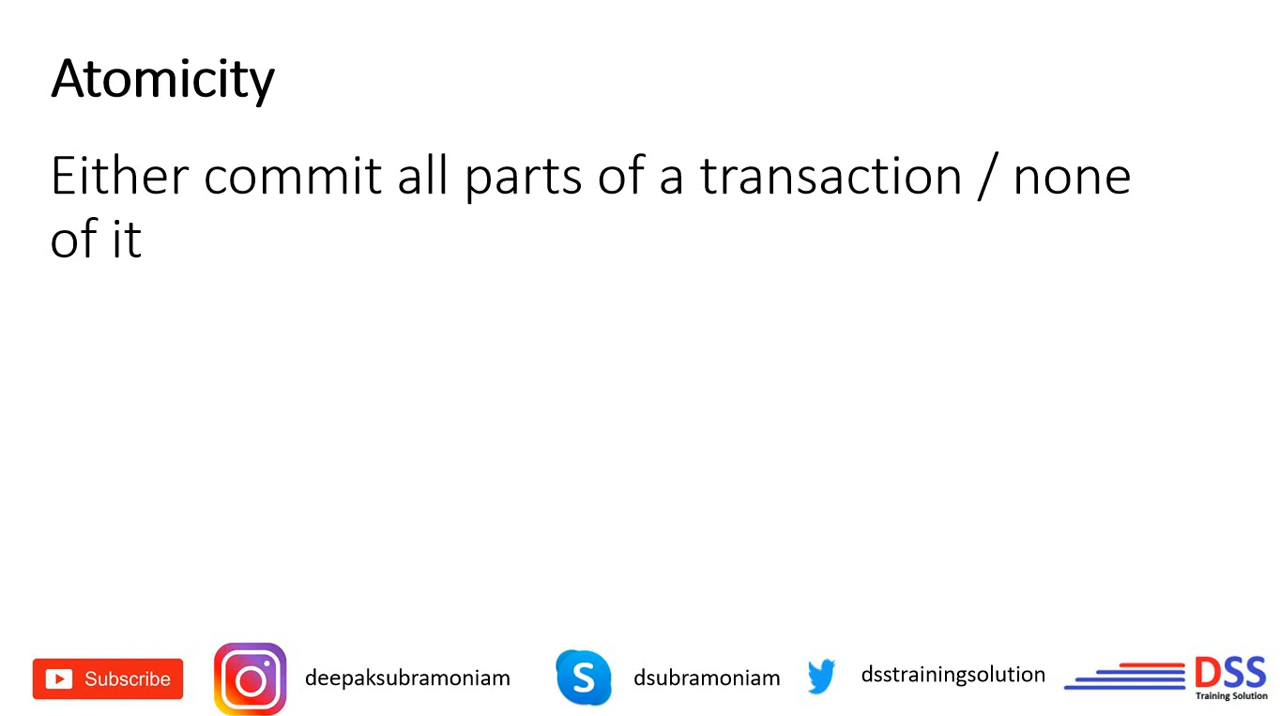 Atomicity
Either commit all parts of a transaction / none
of it
Subscribe
deepaksubramoniam
S
dsubramoniam
dsstrainingsolution
DSS
Training Solution